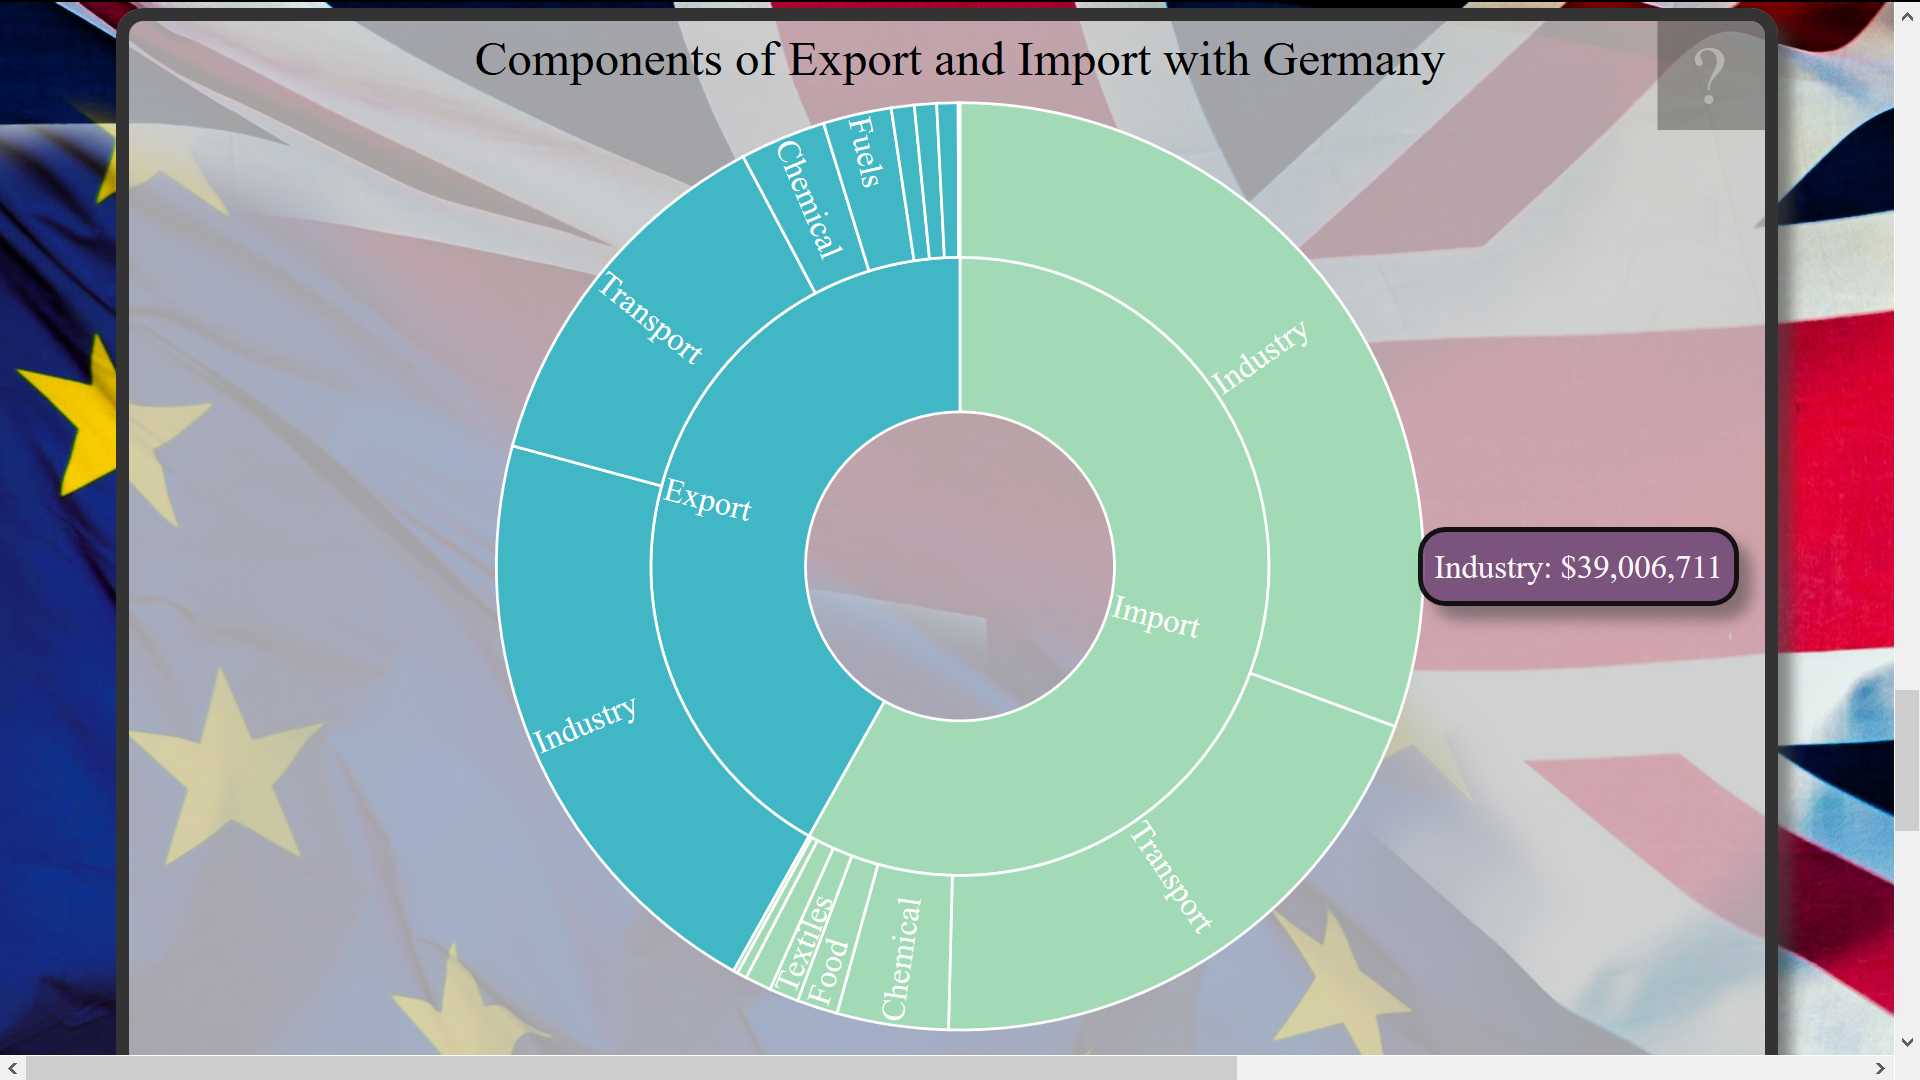 Components of Export and Import with Germany
?
Fuels
Chemical
Transport
Industry
Export
Industry: $39,006,711
Import
Industry
Transport
Textiles
Food
Chemical